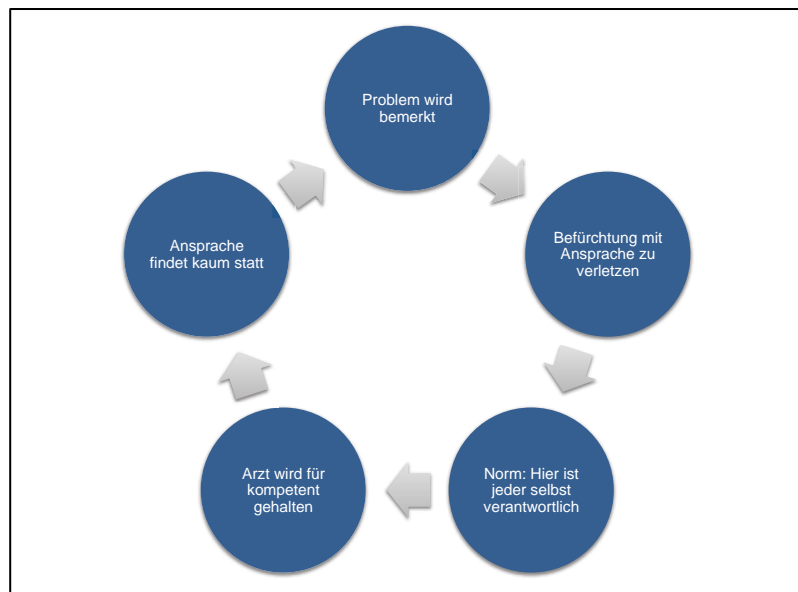 Problem wird
bemerkt
Befürchtung mit
Ansprache zu
verletzen
Norm: Hier ist
jeder selbst
verantwortlich
Arzt wird für
kompetent
gehalten
Ansprache
findet kaum statt